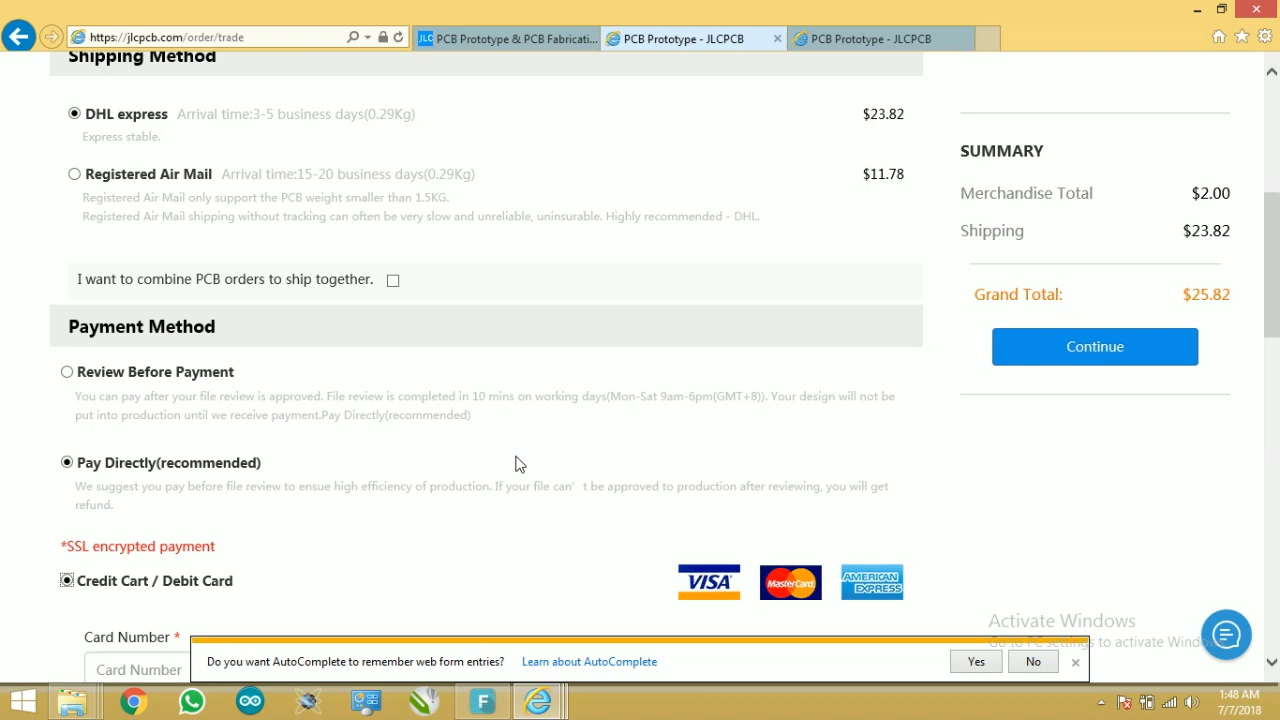 https://jlcpcb.com/order/trade
JLC PCB Prototype & PCB Fabricati...
PCB Prototype - JLCPCB
PCB Prototype - JLCPCB
Shipping Method
DHL express Arrival time:3-5 business days(0.29Kg) $23.82
Express stable.
Registered Air Mail Arrival time:15-20 business days(0.29Kg) $11.78
Registered Air Mail only support the PCB weight smaller than 1.5KG.
Registered Air Mail shipping without tracking can often be very slow and unreliable, uninsurable. Highly recommended - DHL.
I want to combine PCB orders to ship together.
Payment Method
Review Before Payment
You can pay after your file review is approved. File review is completed in 10 mins on working days(Mon-Sat 9am-6pm(GMT+8)). Your design will not be
put into production until we receive payment.Pay Directly(recommended)
Pay Directly(recommended)
We suggest you pay before file review to ensue high efficiency of production. If your file can’ t be approved to production after reviewing, you will get
refund.
*SSL encrypted payment
Credit Cart / Debit Card
VISA
MasterCard
AMERICAN
EXPRESS
Card Number *
Card Number
SUMMARY
Merchandise Total $2.00
Shipping $23.82
Grand Total: $25.82
Continue
Activate Windows
Go to PC settings to activate Windows.
Do you want AutoComplete to remember web form entries? Learn about AutoComplete Yes No
F
1:48 AM
7/7/2018